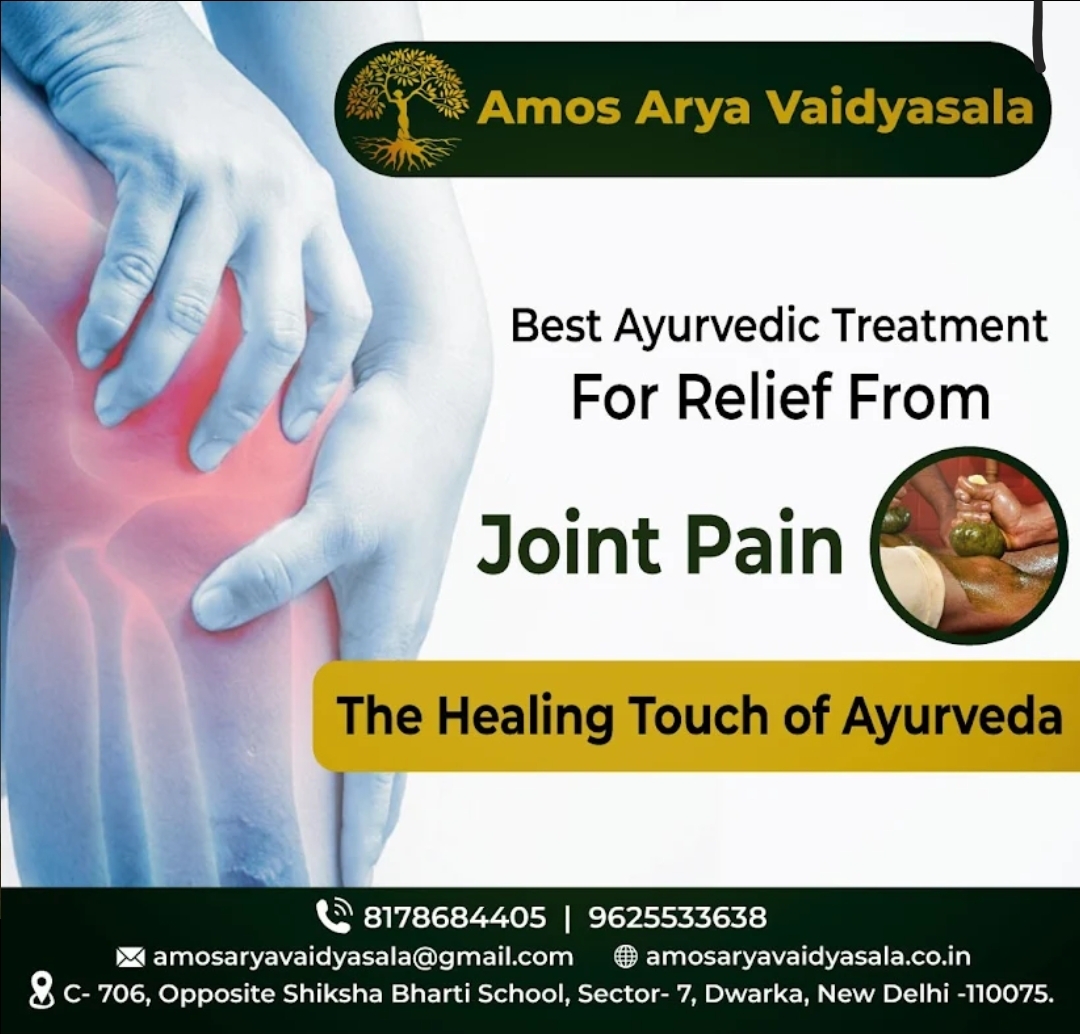 Amos Arya Vaidyasala
Best Ayurvedic Treatment
For Relief From
Joint Pain
The Healing Touch of Ayurveda
8178684405 | 9625533638
amosaryavaidyasala@gmail.com amosaryavaidyasala.co.in
C- 706, Opposite Shiksha Bharti School, Sector- 7, Dwarka, New Delhi -110075.